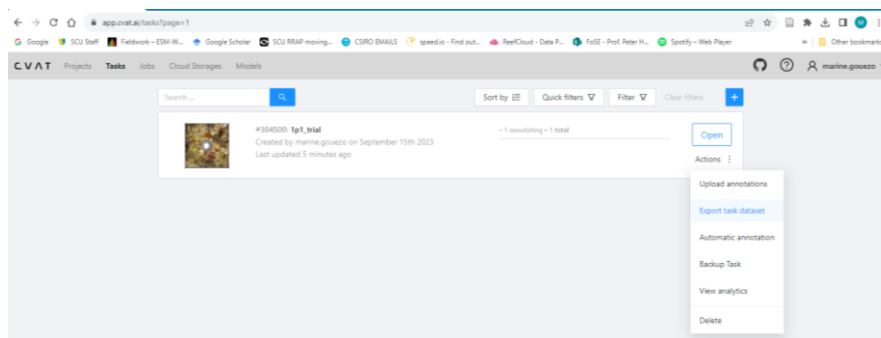 app.cvat.ai/tasks?page=1
Google SCU Staff Fieldwork – ESM-W... Google Scholar SCU RRAP moving... CSIRO EMAILS speed.io - Find out... ReefCloud - Data P... FoSE - Prof. Peter H... Spotify – Web Player » Other bookmarks
CVAT Projects Tasks Jobs Cloud Storages Models marine.gouezo
Search ... Sort by Quick filters Filter Clear filters +
#304500: 1p1_trial
Created by marine.gouezo on September 15th 2023
Last updated 5 minutes ago
• 1 annotating • 1 total
Open
Actions
Upload annotations
Export task dataset
Automatic annotation
Backup Task
View analytics
Delete